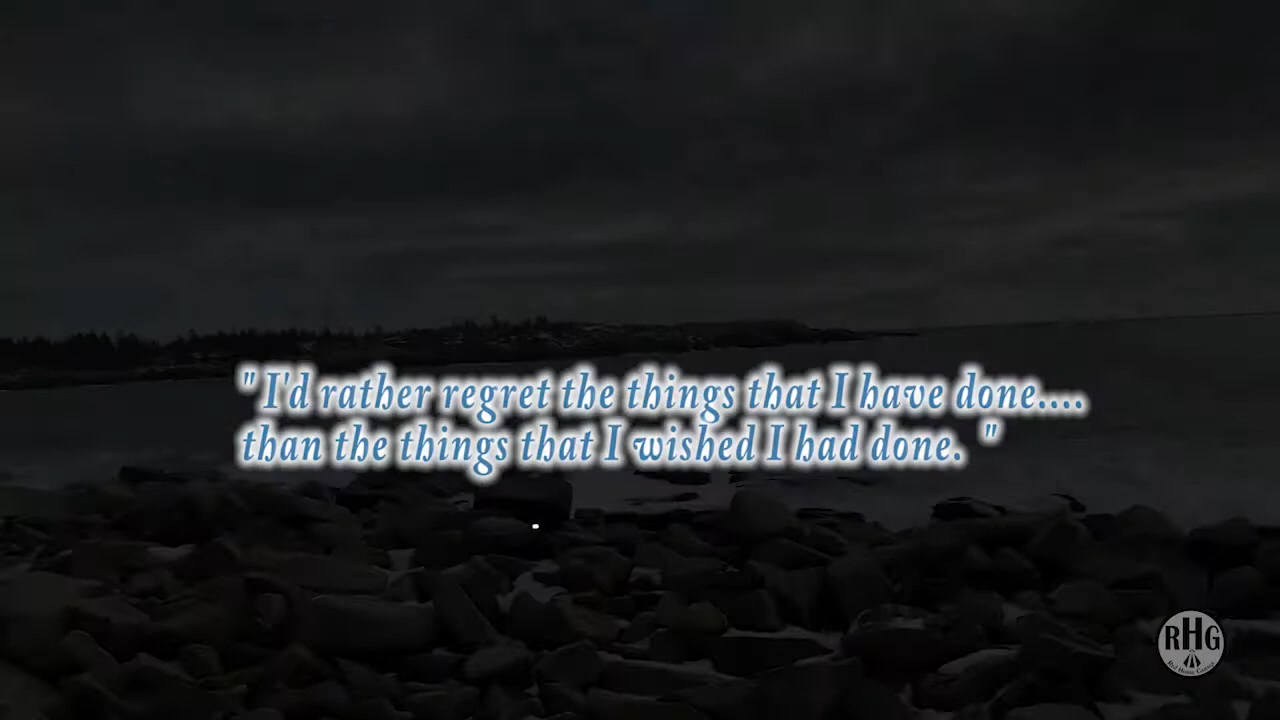 " I'd rather regret the things that I have done....
than the things that I wished I had done. "
RHG